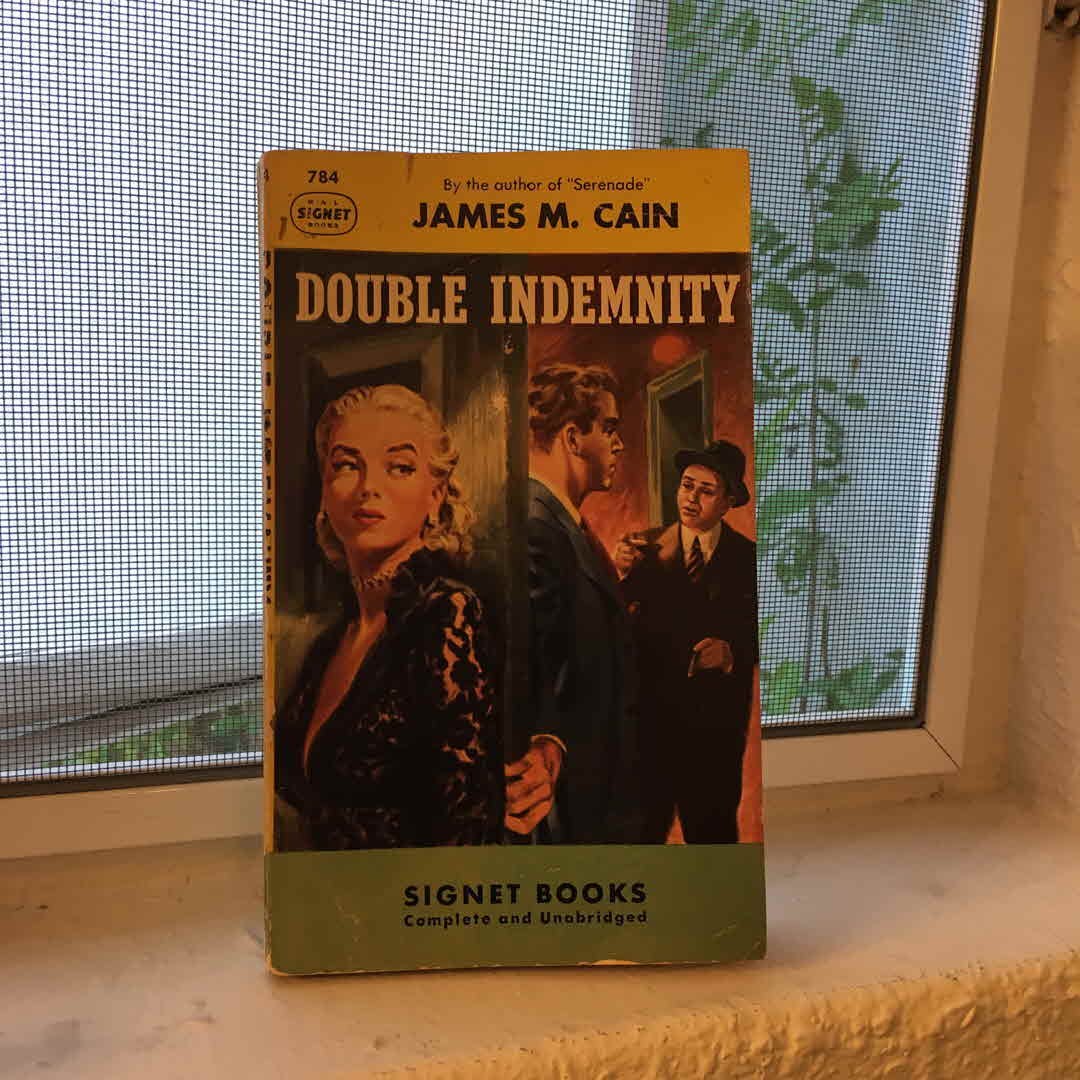 784
SIGNET
BOOKS
By the author of "Serenade"
JAMES M. CAIN
DOUBLE INDEMNITY
SIGNET BOOKS
Complete and Unabridged